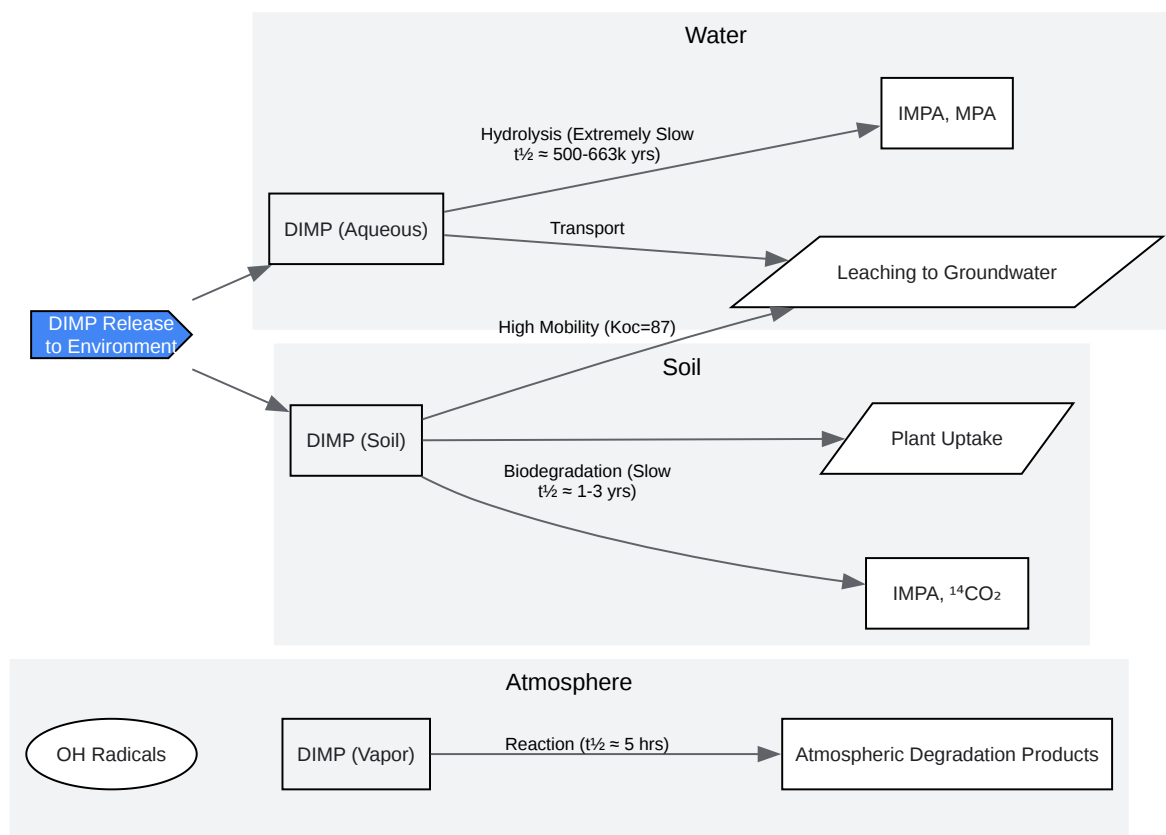 Water
IMPA, MPA
Hydrolysis (Extremely Slow
t½ ≈ 500-663k yrs)
DIMP (Aqueous)
Transport
Leaching to Groundwater
DIMP Release
to Environment
High Mobility (Koc=87)
Soil
DIMP (Soil)
Plant Uptake
Biodegradation (Slow
t½ ≈ 1-3 yrs)
IMPA, ¹⁴CO₂
Atmosphere
OH Radicals
DIMP (Vapor)
Reaction (t½ ≈ 5 hrs)
Atmospheric Degradation Products